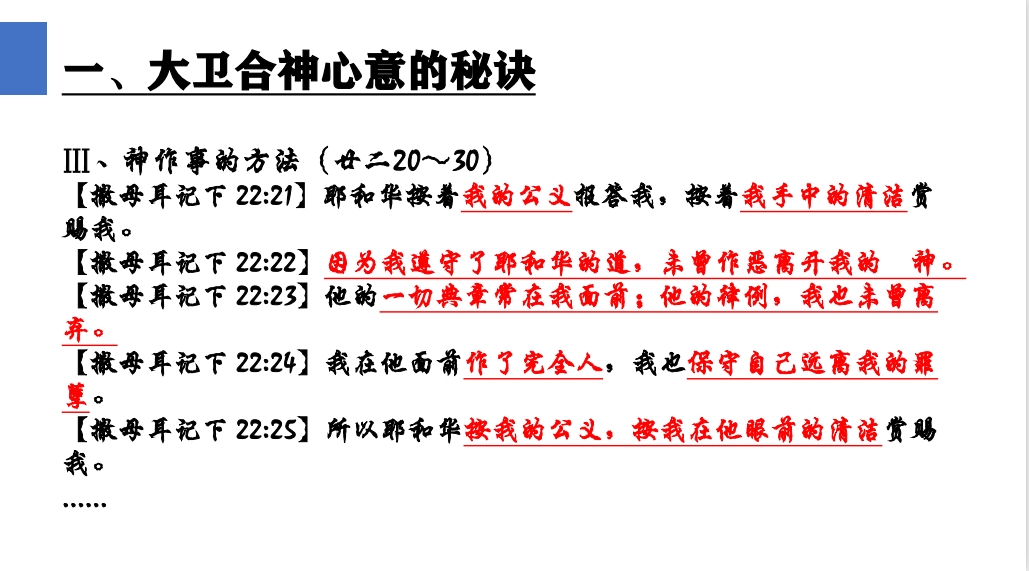 一、大卫合神心意的秘诀
Ⅲ、神作事的方法（廿二20～30）
【撒母耳记下 22:21】耶和华按着我的公义报答我，按着我手中的清洁赏
赐我。
【撒母耳记下 22:22】因为我遵守了耶和华的道，未曾作恶离开我的　神。
【撒母耳记下 22:23】他的一切典章常在我面前；他的律例，我也未曾离
弃。
【撒母耳记下 22:24】我在他面前作了完全人，我也保守自己远离我的罪
孽。
【撒母耳记下 22:25】所以耶和华按我的公义，按我在他眼前的清洁赏赐
我。
……